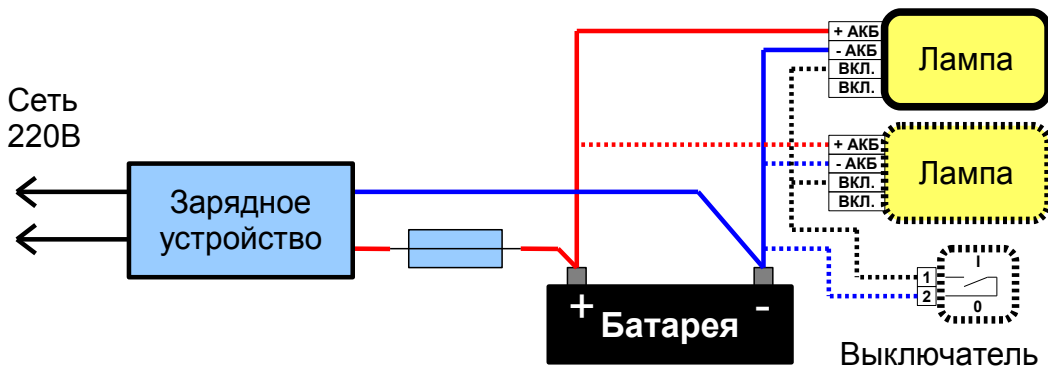 + АКБ
- АКБ
ВКЛ.
ВКЛ.
Лампа
Сеть
220В
+ АКБ
- АКБ
ВКЛ.
ВКЛ.
Лампа
Зарядное
устройство
1
2
I
0
+
-
Батарея
Выключатель